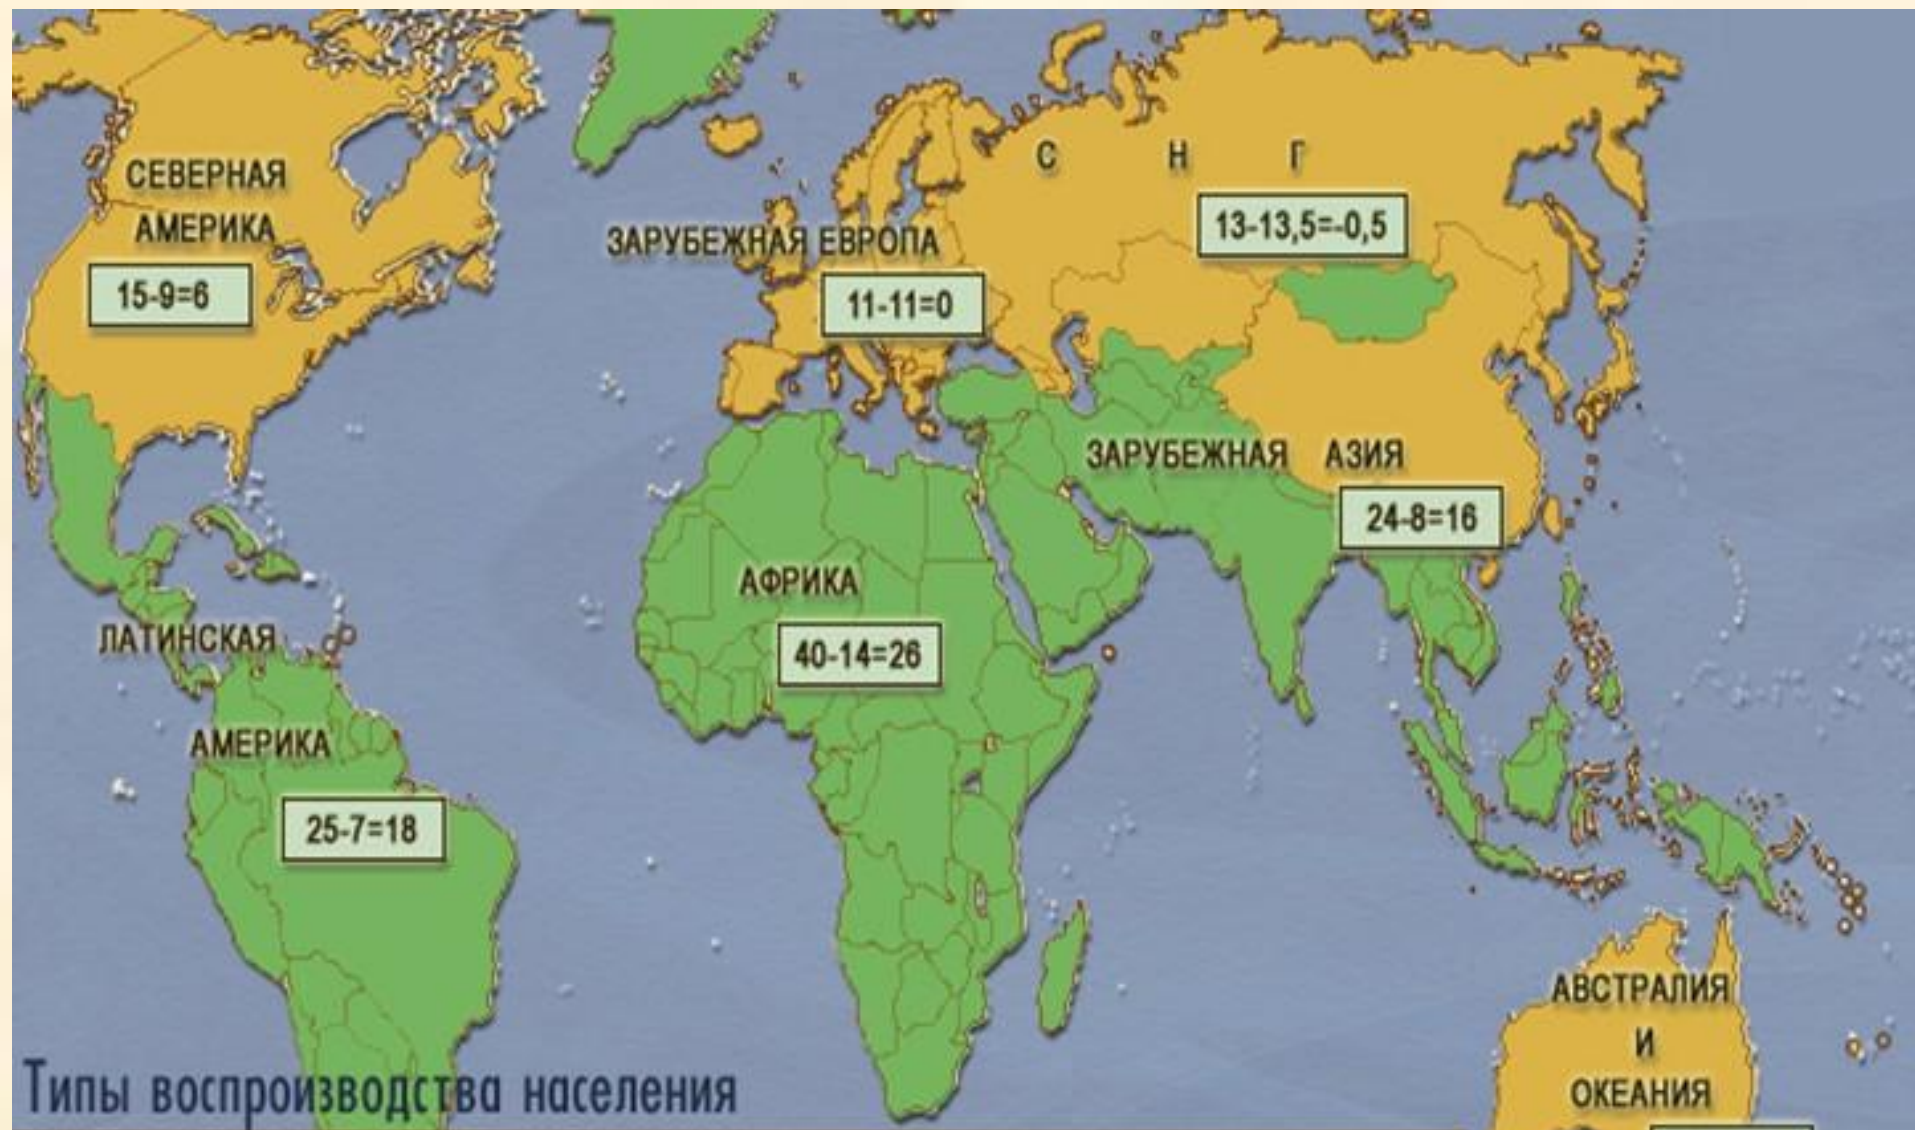 СЕВЕРНАЯ
АМЕРИКА
15-9=6
ЗАРУБЕЖНАЯ ЕВРОПА
11-11=0
С Н Г
13-13,5=-0,5
ЗАРУБЕЖНАЯ АЗИЯ
24-8=16
АФРИКА
40-14=26
ЛАТИНСКАЯ
АМЕРИКА
25-7=18
АВСТРАЛИЯ
И
ОКЕАНИЯ
Типы воспроизводства населения